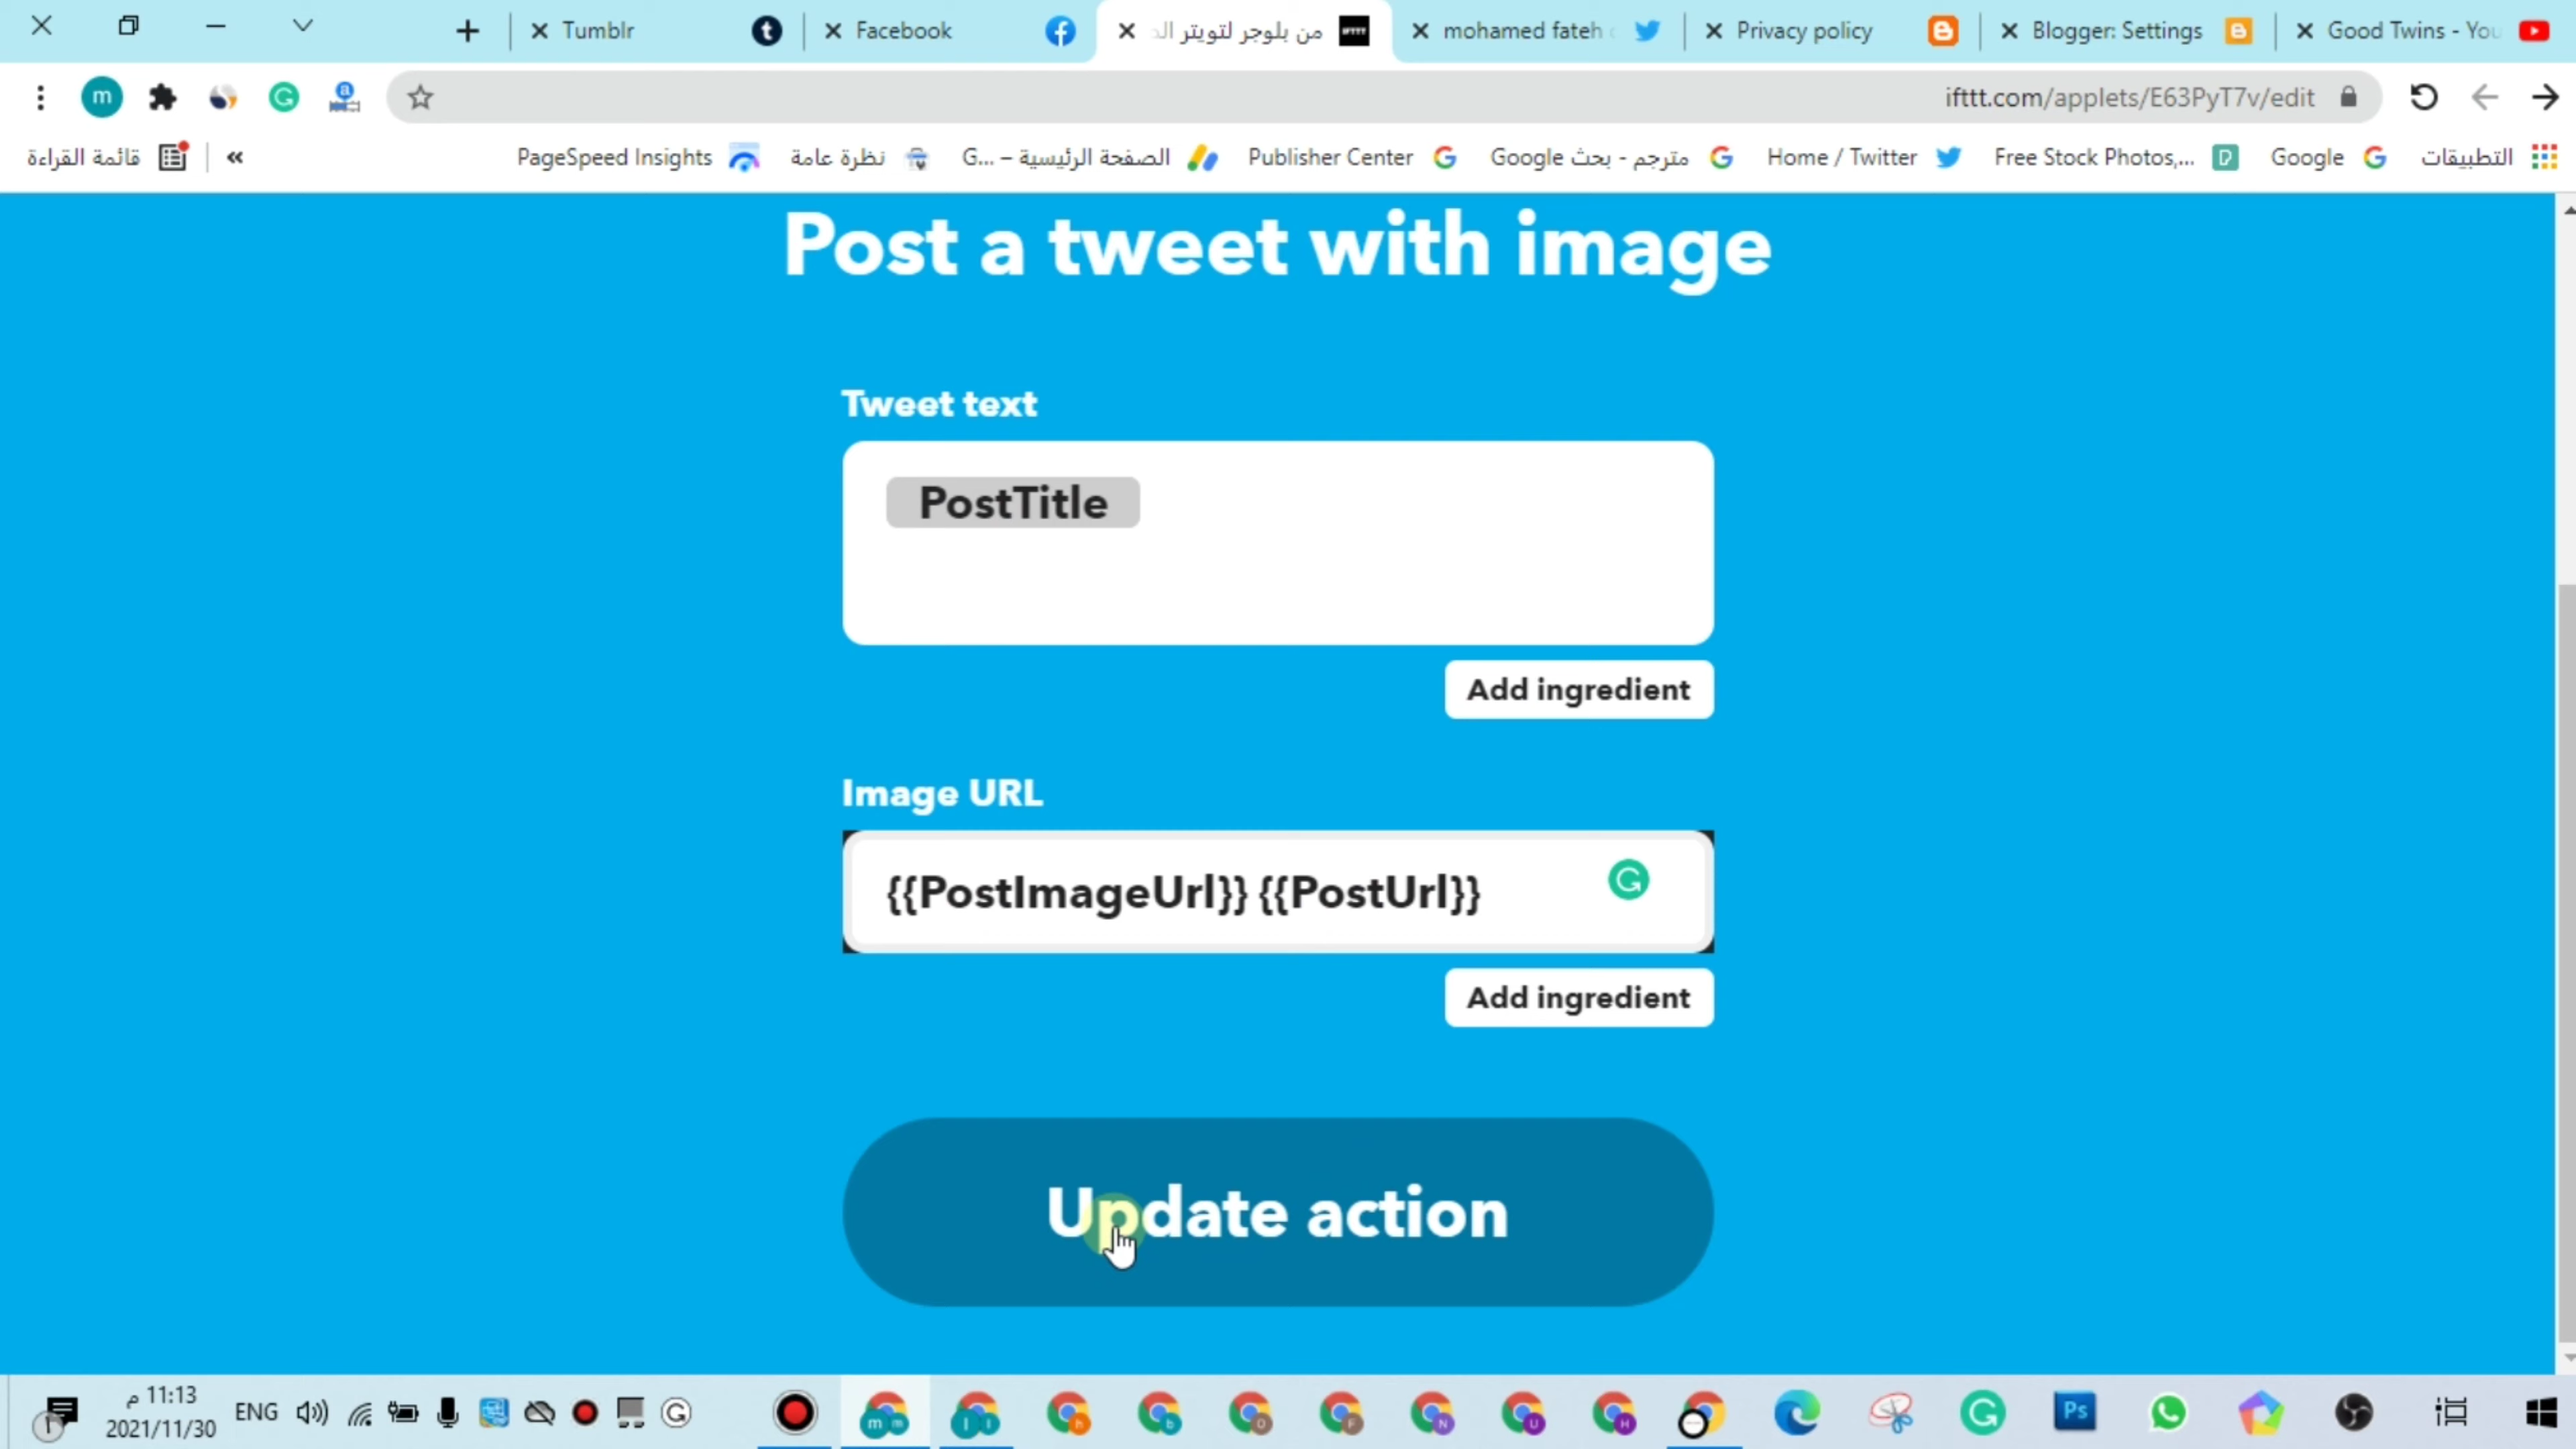 Tumblr
Facebook
من بلوجر لتويتر الم
mohamed fateh
Privacy policy
Blogger: Settings
Good Twins - You
ifttt.com/applets/E63PyT7v/edit
قائمة القراءة
«
PageSpeed Insights
نظرة عامة
G... – الصفحة الرئيسية
Publisher Center
مترجم - بحث Google
Home / Twitter
Free Stock Photos,...
Google
التطبيقات
Post a tweet with image
Tweet text
PostTitle
Add ingredient
Image URL
{{PostImageUrl}} {{PostUrl}}
Add ingredient
Update action
11:13 م
2021/11/30
ENG
Ps